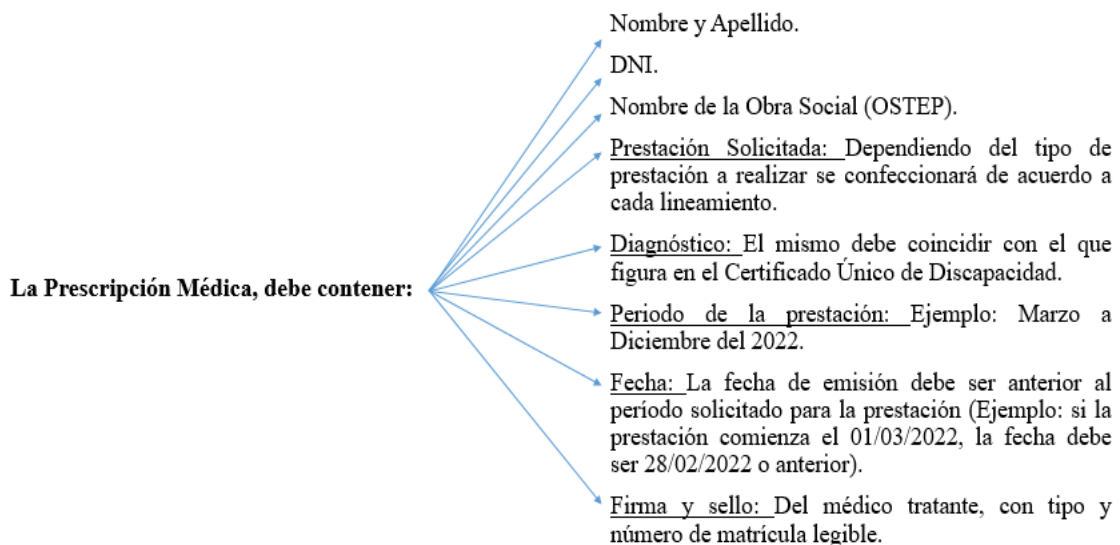 Nombre y Apellido.
DNI.
Nombre de la Obra Social (OSTEP).
Prestación Solicitada: Dependiendo del tipo de
prestación a realizar se confeccionará de acuerdo a
cada lineamiento.
Diagnóstico: El mismo debe coincidir con el que
figura en el Certificado Único de Discapacidad.
La Prescripción Médica, debe contener:
Periodo de la prestación: Ejemplo: Marzo a
Diciembre del 2022.
Fecha: La fecha de emisión debe ser anterior al
período solicitado para la prestación (Ejemplo: si la
prestación comienza el 01/03/2022, la fecha debe
ser 28/02/2022 o anterior).
Firma y sello: Del médico tratante, con tipo y
número de matrícula legible.